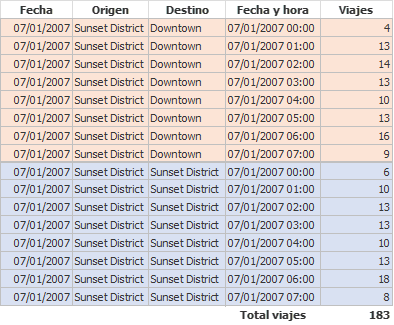 Fecha Origen Destino Fecha y hora Viajes
07/01/2007 Sunset District Downtown 07/01/2007 00:00 4
07/01/2007 Sunset District Downtown 07/01/2007 01:00 13
07/01/2007 Sunset District Downtown 07/01/2007 02:00 14
07/01/2007 Sunset District Downtown 07/01/2007 03:00 13
07/01/2007 Sunset District Downtown 07/01/2007 04:00 10
07/01/2007 Sunset District Downtown 07/01/2007 05:00 13
07/01/2007 Sunset District Downtown 07/01/2007 06:00 16
07/01/2007 Sunset District Downtown 07/01/2007 07:00 9
07/01/2007 Sunset District Sunset District 07/01/2007 00:00 6
07/01/2007 Sunset District Sunset District 07/01/2007 01:00 10
07/01/2007 Sunset District Sunset District 07/01/2007 02:00 13
07/01/2007 Sunset District Sunset District 07/01/2007 03:00 13
07/01/2007 Sunset District Sunset District 07/01/2007 04:00 10
07/01/2007 Sunset District Sunset District 07/01/2007 05:00 13
07/01/2007 Sunset District Sunset District 07/01/2007 06:00 18
07/01/2007 Sunset District Sunset District 07/01/2007 07:00 8
Total viajes 183